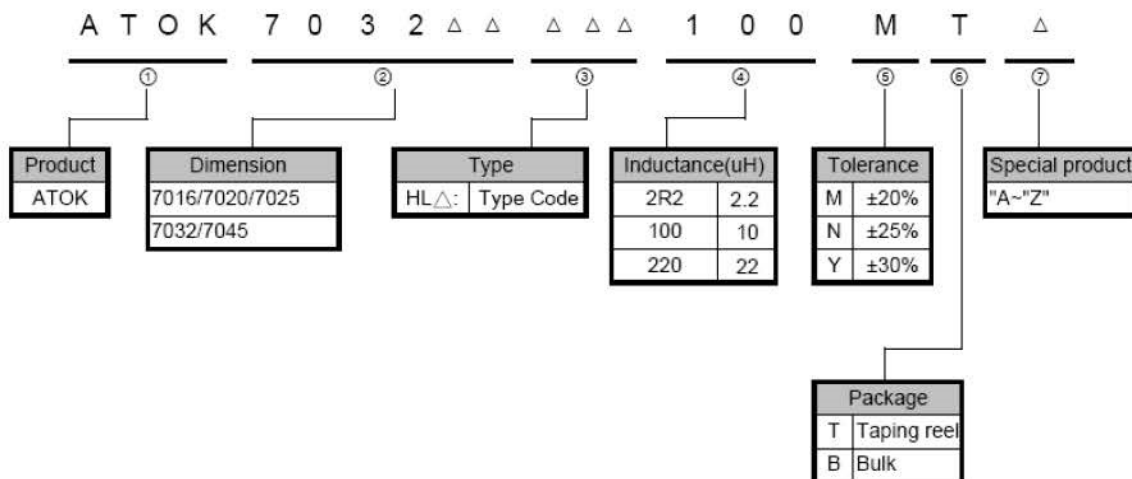 A T O K 7 0 3 2 △ △ △ △ △ 1 0 0 M T △
① ② ③ ④ ⑤ ⑥ ⑦
Product
ATOK
Dimension
7016/7020/7025
7032/7045
Type
HL△: Type Code
Inductance(uH)
2R2 2.2
100 10
220 22
Tolerance
M ±20%
N ±25%
Y ±30%
Special product
"A~"Z"
Package
T Taping reel
B Bulk